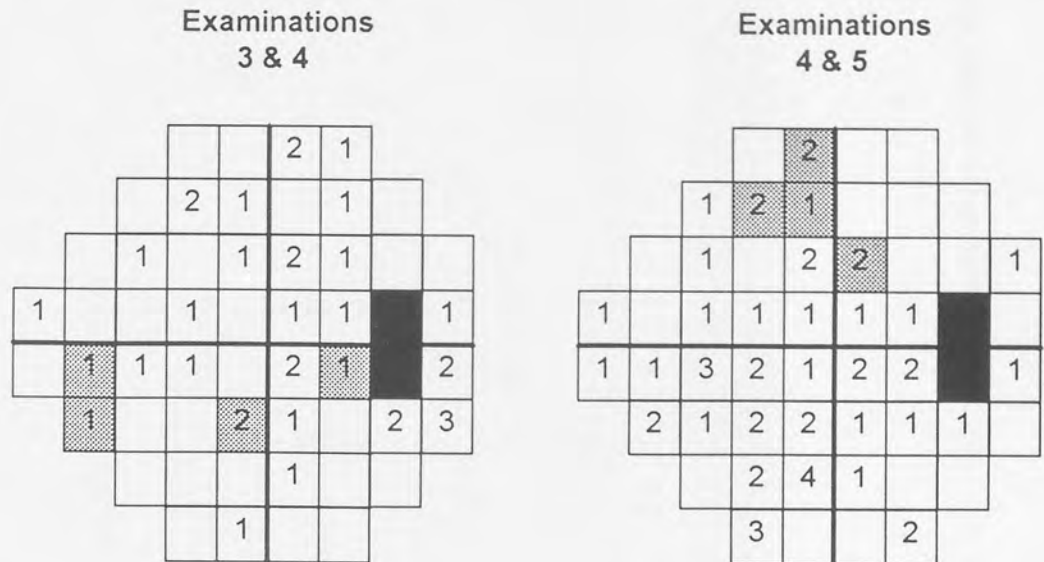 Examinations
3 & 4
2 1
2 1 1
1 1 2 1
1 1 1 1 1
1 1 1 2 1 2
1 2 1 2 3
1
1
Examinations
4 & 5
2
1 2 1
1 2 2 1
1 1 1 1 1 1
1 1 3 2 1 2 2 1
2 1 2 2 1 1 1
2 4 1
3 2